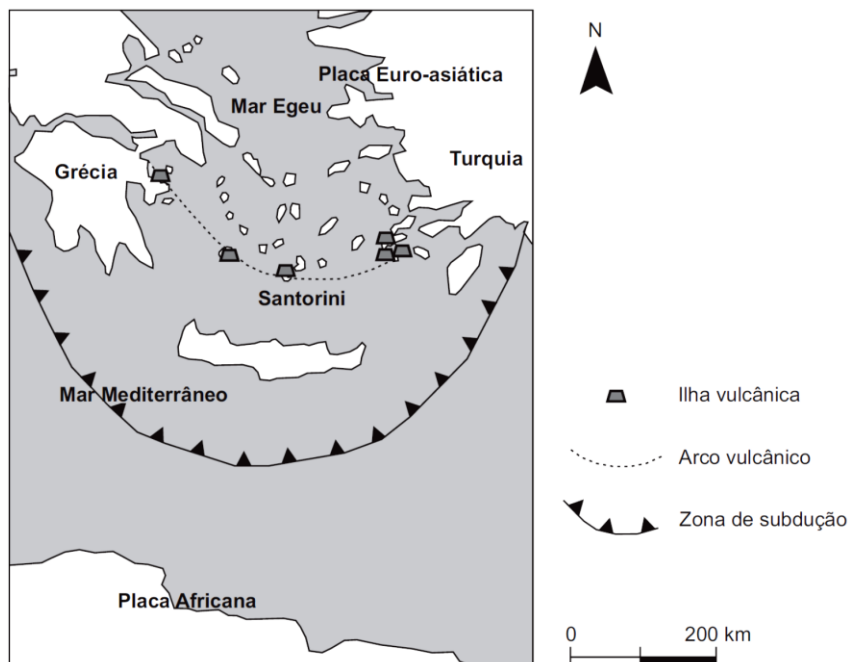 N
Placa Euro-asiática
Mar Egeu
Turquia
Grécia
Santorini
Mar Mediterrâneo
Placa Africana
Ilha vulcânica
Arco vulcânico
Zona de subdução
0 200 km